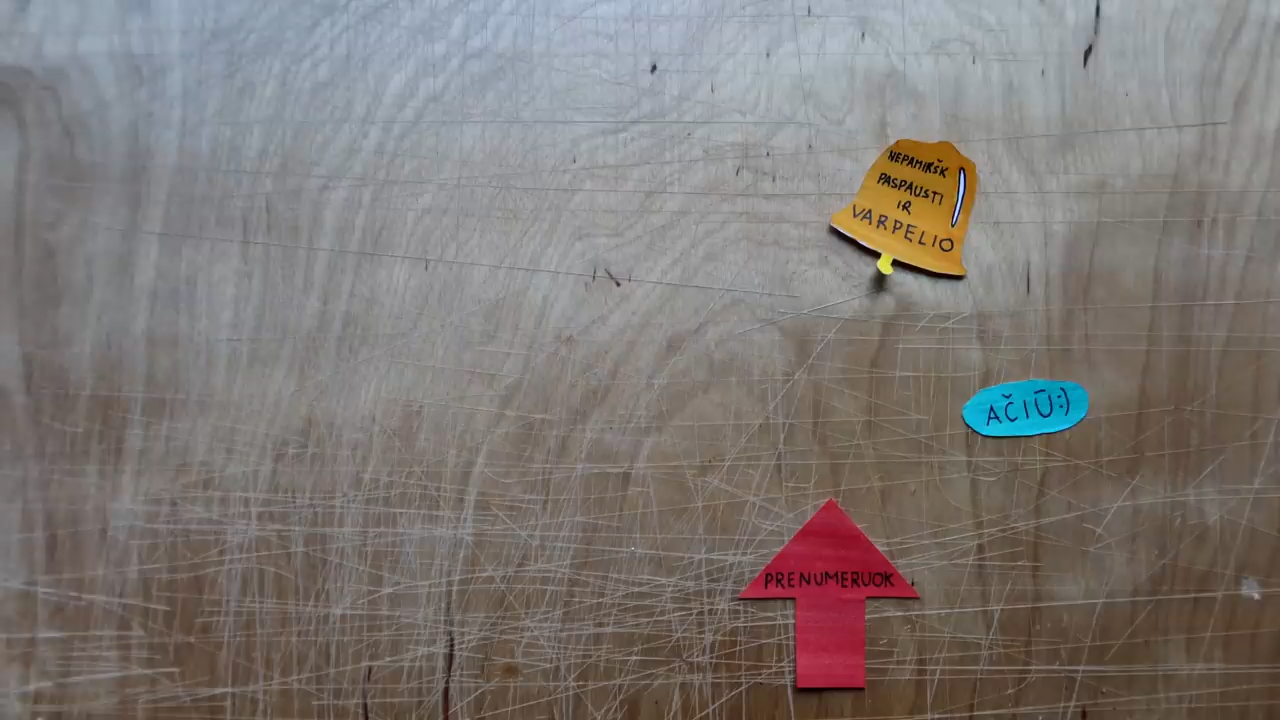 NEPAMIRŠK
PASPAUSTI
IR
VARPELIO
AČIŪ:)
PRENUMERUOK